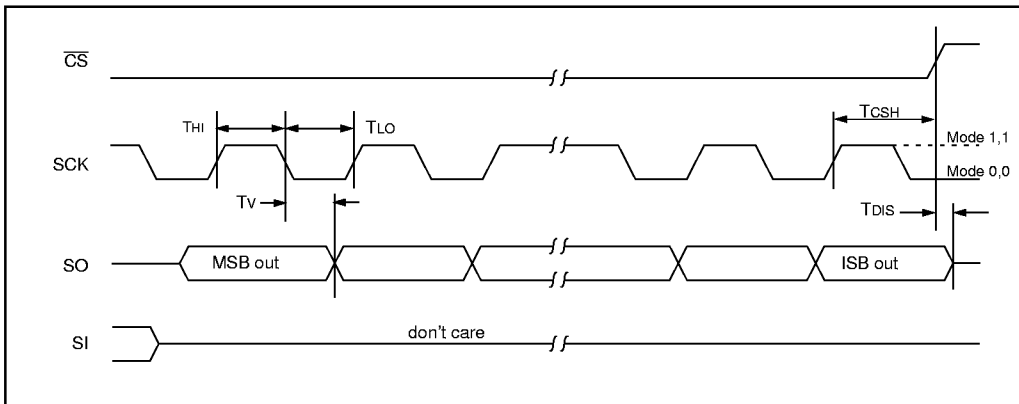 CS
THI
TLO
TCSH
Mode 1,1
SCK
Mode 0,0
TV
TDIS
SO
MSB out
ISB out
SI
don't care